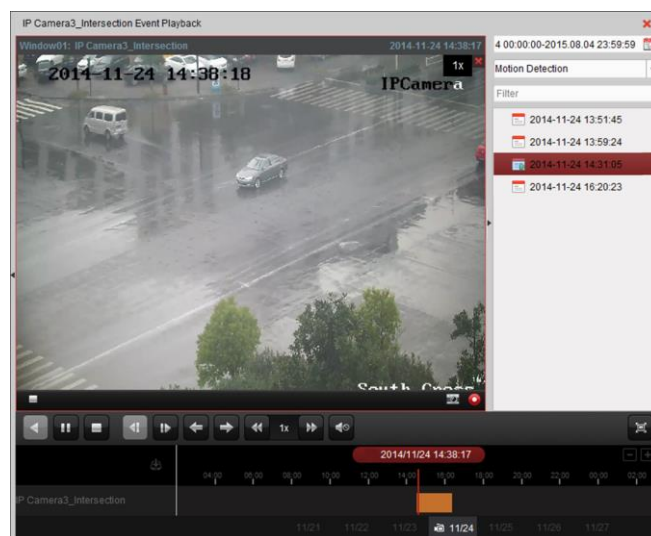 IP Camera3_Intersection Event Playback
Window01: IP Camera3_Intersection 2014-11-24 14:38:17
2014-11-24 14:38:18
1x
IPCamera
South Cross
4 00:00:00-2015.08.04 23:59:59
Motion Detection
Filter
2014-11-24 13:51:45
2014-11-24 13:59:24
2014-11-24 14:31:05
2014-11-24 16:20:23
1x
2014/11/24 14:38:17
04:00 06:00 08:00 10:00 12:00 14:00 16:00 18:00 20:00 22:00 00:00 02:00
IP Camera3_Intersection
11/21 11/22 11/23 11/24 11/25 11/26 11/27